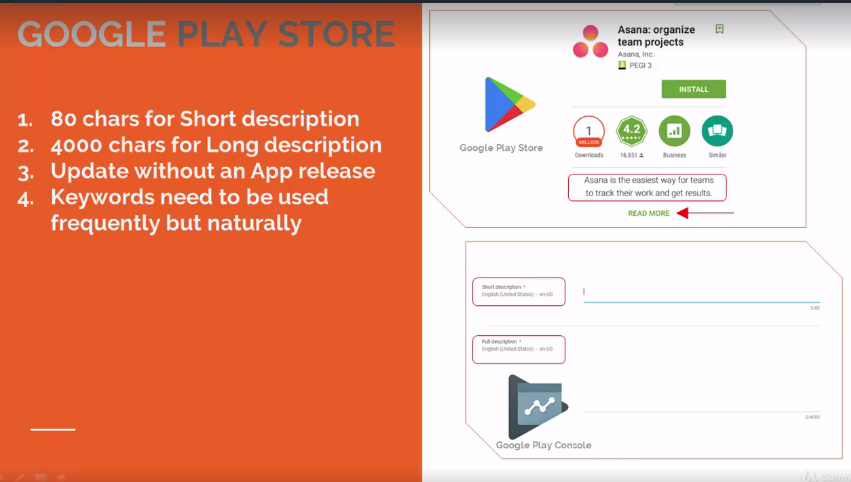 GOOGLE PLAY STORE
1. 80 chars for Short description
2. 4000 chars for Long description
3. Update without an App release
4. Keywords need to be used
frequently but naturally
Google Play Store
Asana: organize
team projects
Asana, Inc.
PEGI 3
INSTALL
1
MILLION
4.2
Downloads
16,831
Business
Similar
Asana is the easiest way for teams
to track their work and get results.
READ MORE
Short description *
English (United States) – en-US
0/80
Full description *
English (United States) – en-US
0/4000
Google Play Console
Udemy